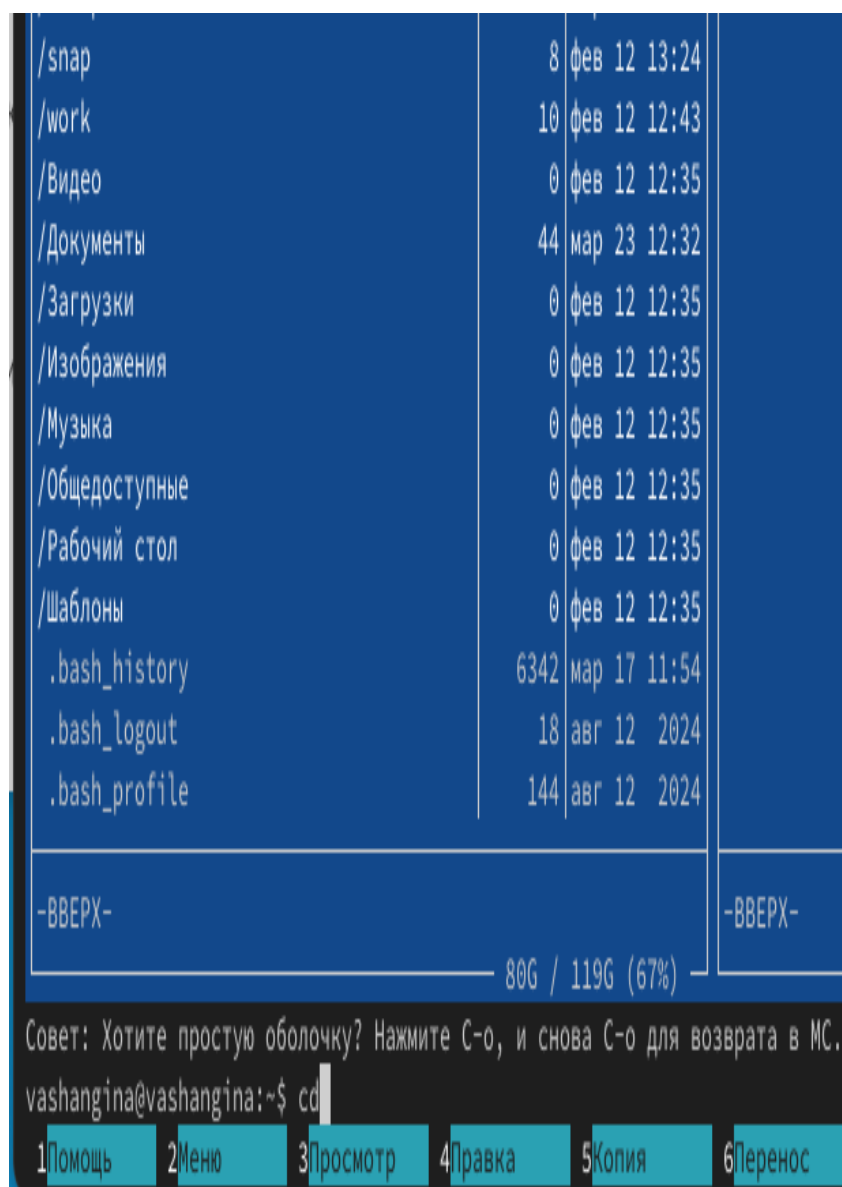 /snap 8 фев 12 13:24
/work 10 фев 12 12:43
/Видео 0 фев 12 12:35
/Документы 44 мар 23 12:32
/Загрузки 0 фев 12 12:35
/Изображения 0 фев 12 12:35
/Музыка 0 фев 12 12:35
/Общедоступные 0 фев 12 12:35
/Рабочий стол 0 фев 12 12:35
/Шаблоны 0 фев 12 12:35
.bash_history 6342 мар 17 11:54
.bash_logout 18 авг 12 2024
.bash_profile 144 авг 12 2024
-ВВЕРХ- -ВВЕРХ-
80G / 119G (67%)
Совет: Хотите простую оболочку? Нажмите C-o, и снова C-o для возврата в MC.
vashangina@vashangina:~$ cd
1Помощь 2Меню 3Просмотр 4Правка 5Копия 6Перенос